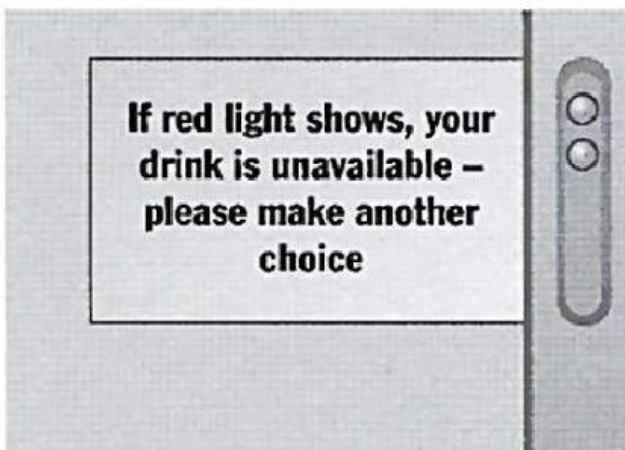 If red light shows, your
drink is unavailable –
please make another
choice